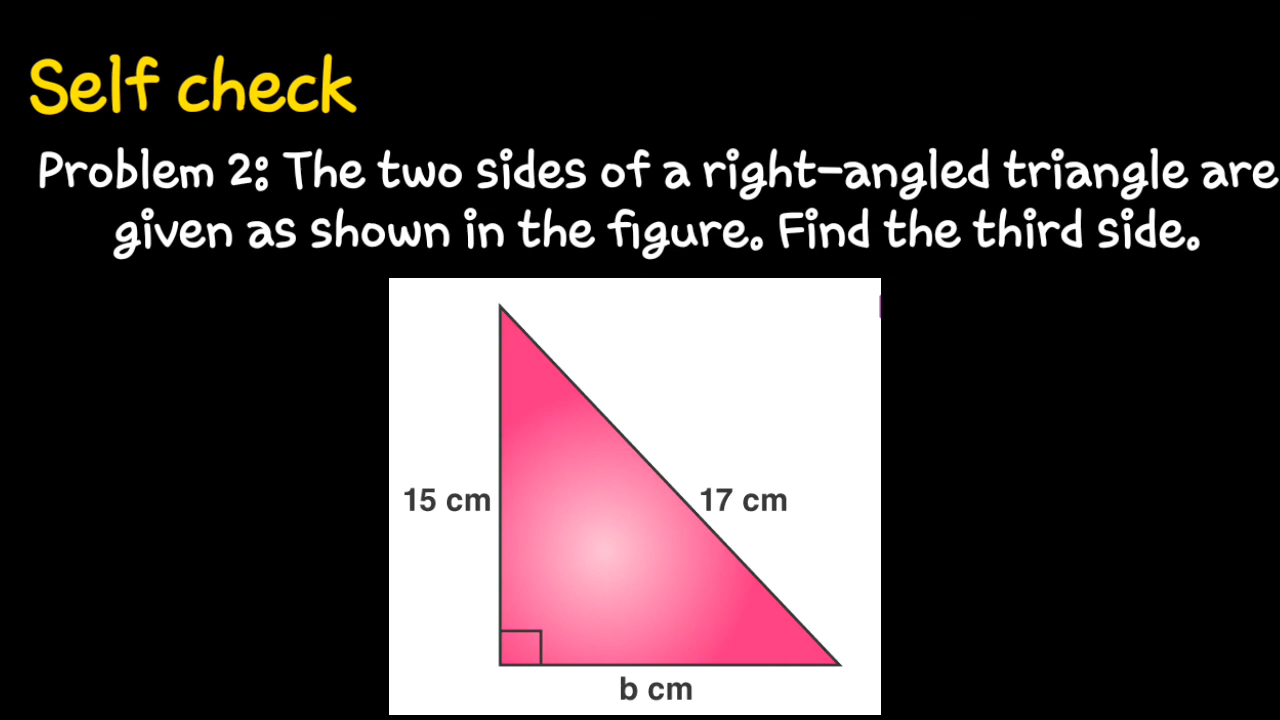 Self check
Problem 2: The two sides of a right-angled triangle are
given as shown in the figure. Find the third side.
15 cm
17 cm
b cm